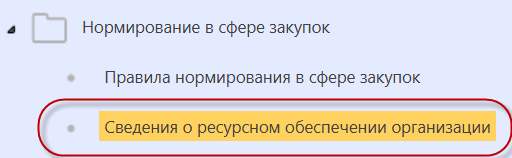 Нормирование в сфере закупок
Правила нормирования в сфере закупок
Сведения о ресурсном обеспечении организации